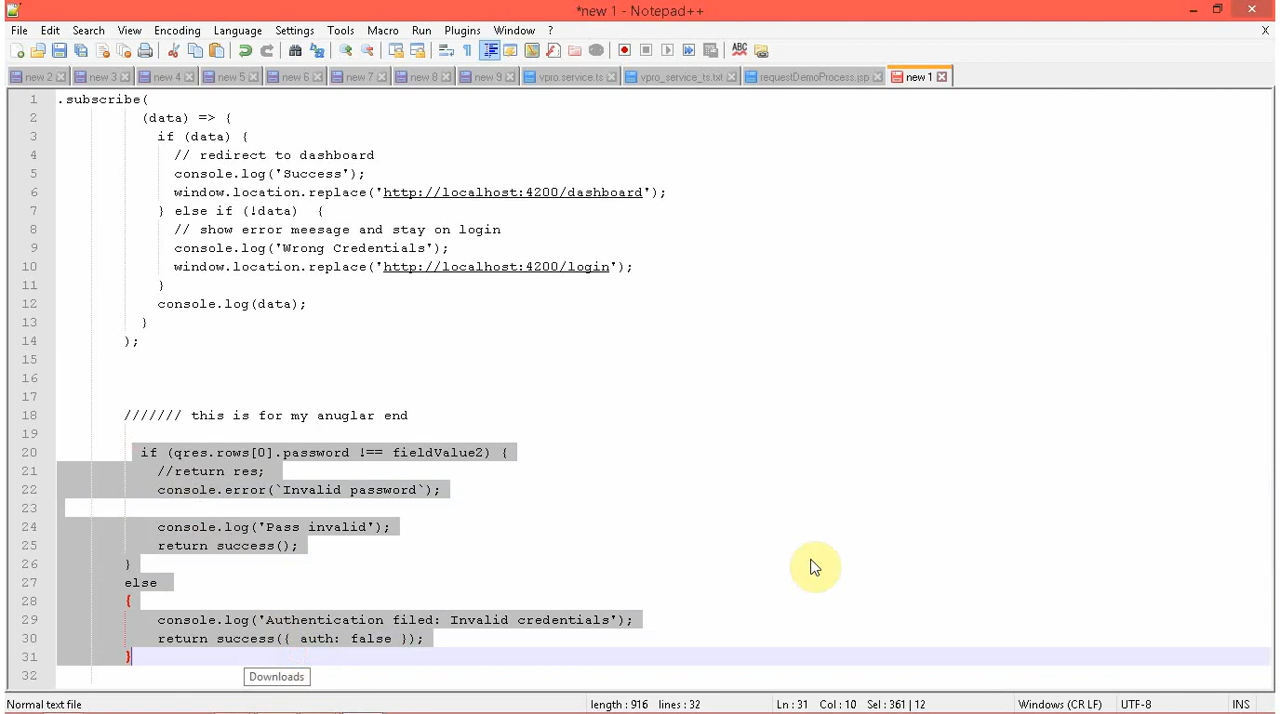 *new 1 - Notepad++
File Edit Search View Encoding Language Settings Tools Macro Run Plugins Window ? X
new 2 new 3 new 4 new 5 new 6 new 7 new 8 new 9 vpro.service.ts vpro_service_ts.txt requestDemoProcess.jsp new 1
1 .subscribe(
2 (data) => {
3 if (data) {
4 // redirect to dashboard
5 console.log('Success');
6 window.location.replace('http://localhost:4200/dashboard');
7 } else if (!data)  {
8 // show error meesage and stay on login
9 console.log('Wrong Credentials');
10 window.location.replace('http://localhost:4200/login');
11 }
12 console.log(data);
13 }
14 );
15
16
17
18 /////// this is for my anuglar end
19
20 if (qres.rows[0].password !== fieldValue2) {
21 //return res;
22 console.error(`Invalid password`);
23
24 console.log('Pass invalid');
25 return success();
26 }
27 else
28 {
29 console.log('Authentication filed: Invalid credentials');
30 return success({ auth: false });
31 }
32
Downloads
Normal text file length : 916 lines : 32 Ln : 31 Col : 10 Sel : 361 | 12 Windows (CR LF) UTF-8 INS